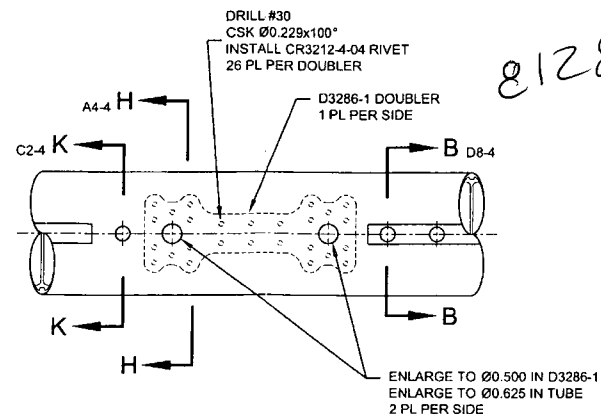 DRILL #30
CSK Ø0.229x100°
INSTALL CR3212-4-04 RIVET
26 PL PER DOUBLER
D3286-1 DOUBLER
1 PL PER SIDE
A4-4 H
C2-4 K
B D8-4
K
B
H
ENLARGE TO Ø0.500 IN D3286-1
ENLARGE TO Ø0.625 IN TUBE
2 PL PER SIDE